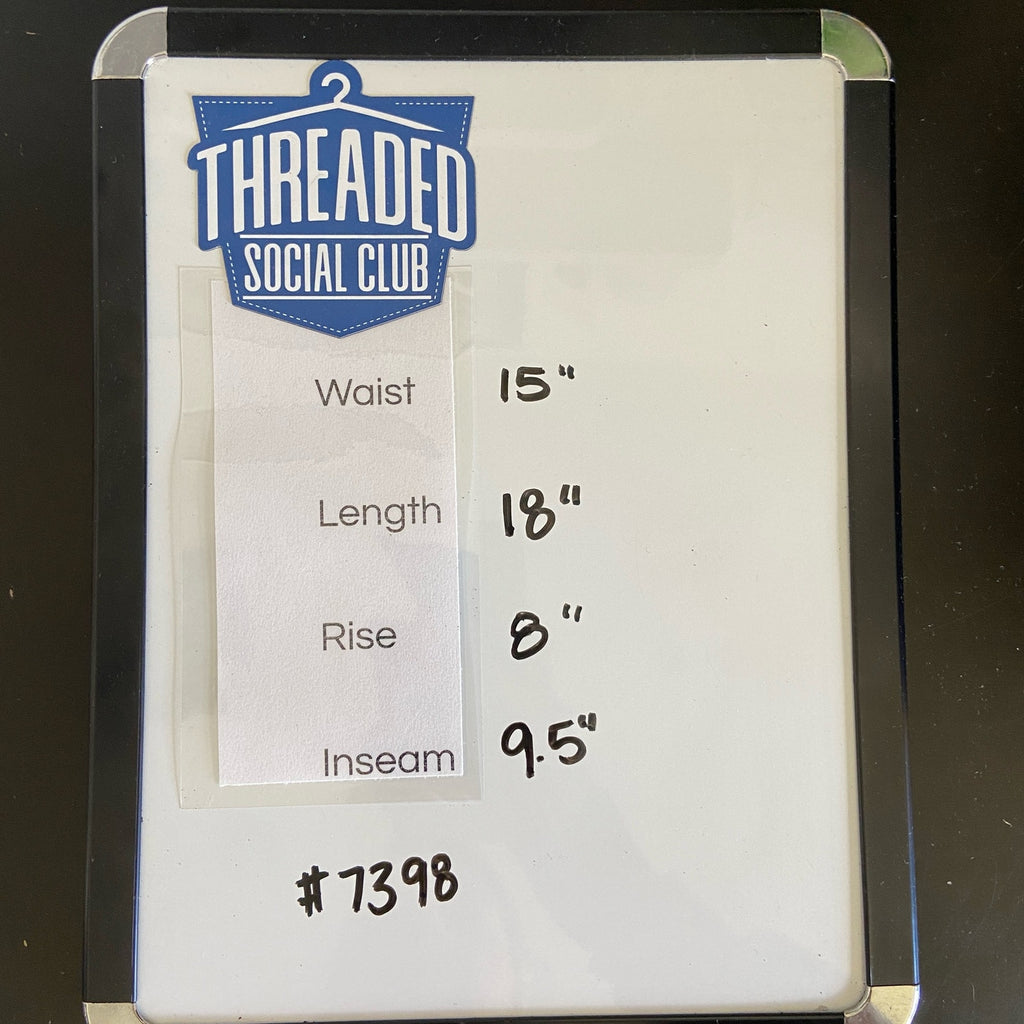 THREADED
SOCIAL CLUB
Waist 15"
Length 18"
Rise 8"
Inseam 9.5"
#7398